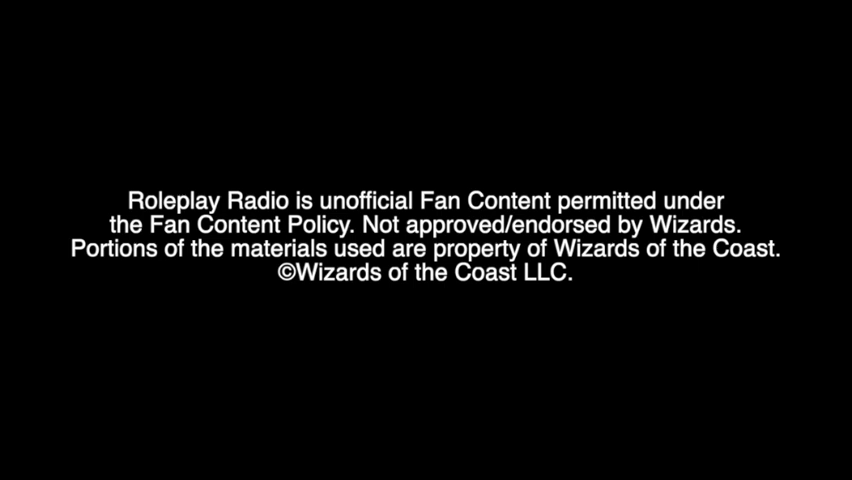 Roleplay Radio is unofficial Fan Content permitted under
the Fan Content Policy. Not approved/endorsed by Wizards.
Portions of the materials used are property of Wizards of the Coast.
©Wizards of the Coast LLC.